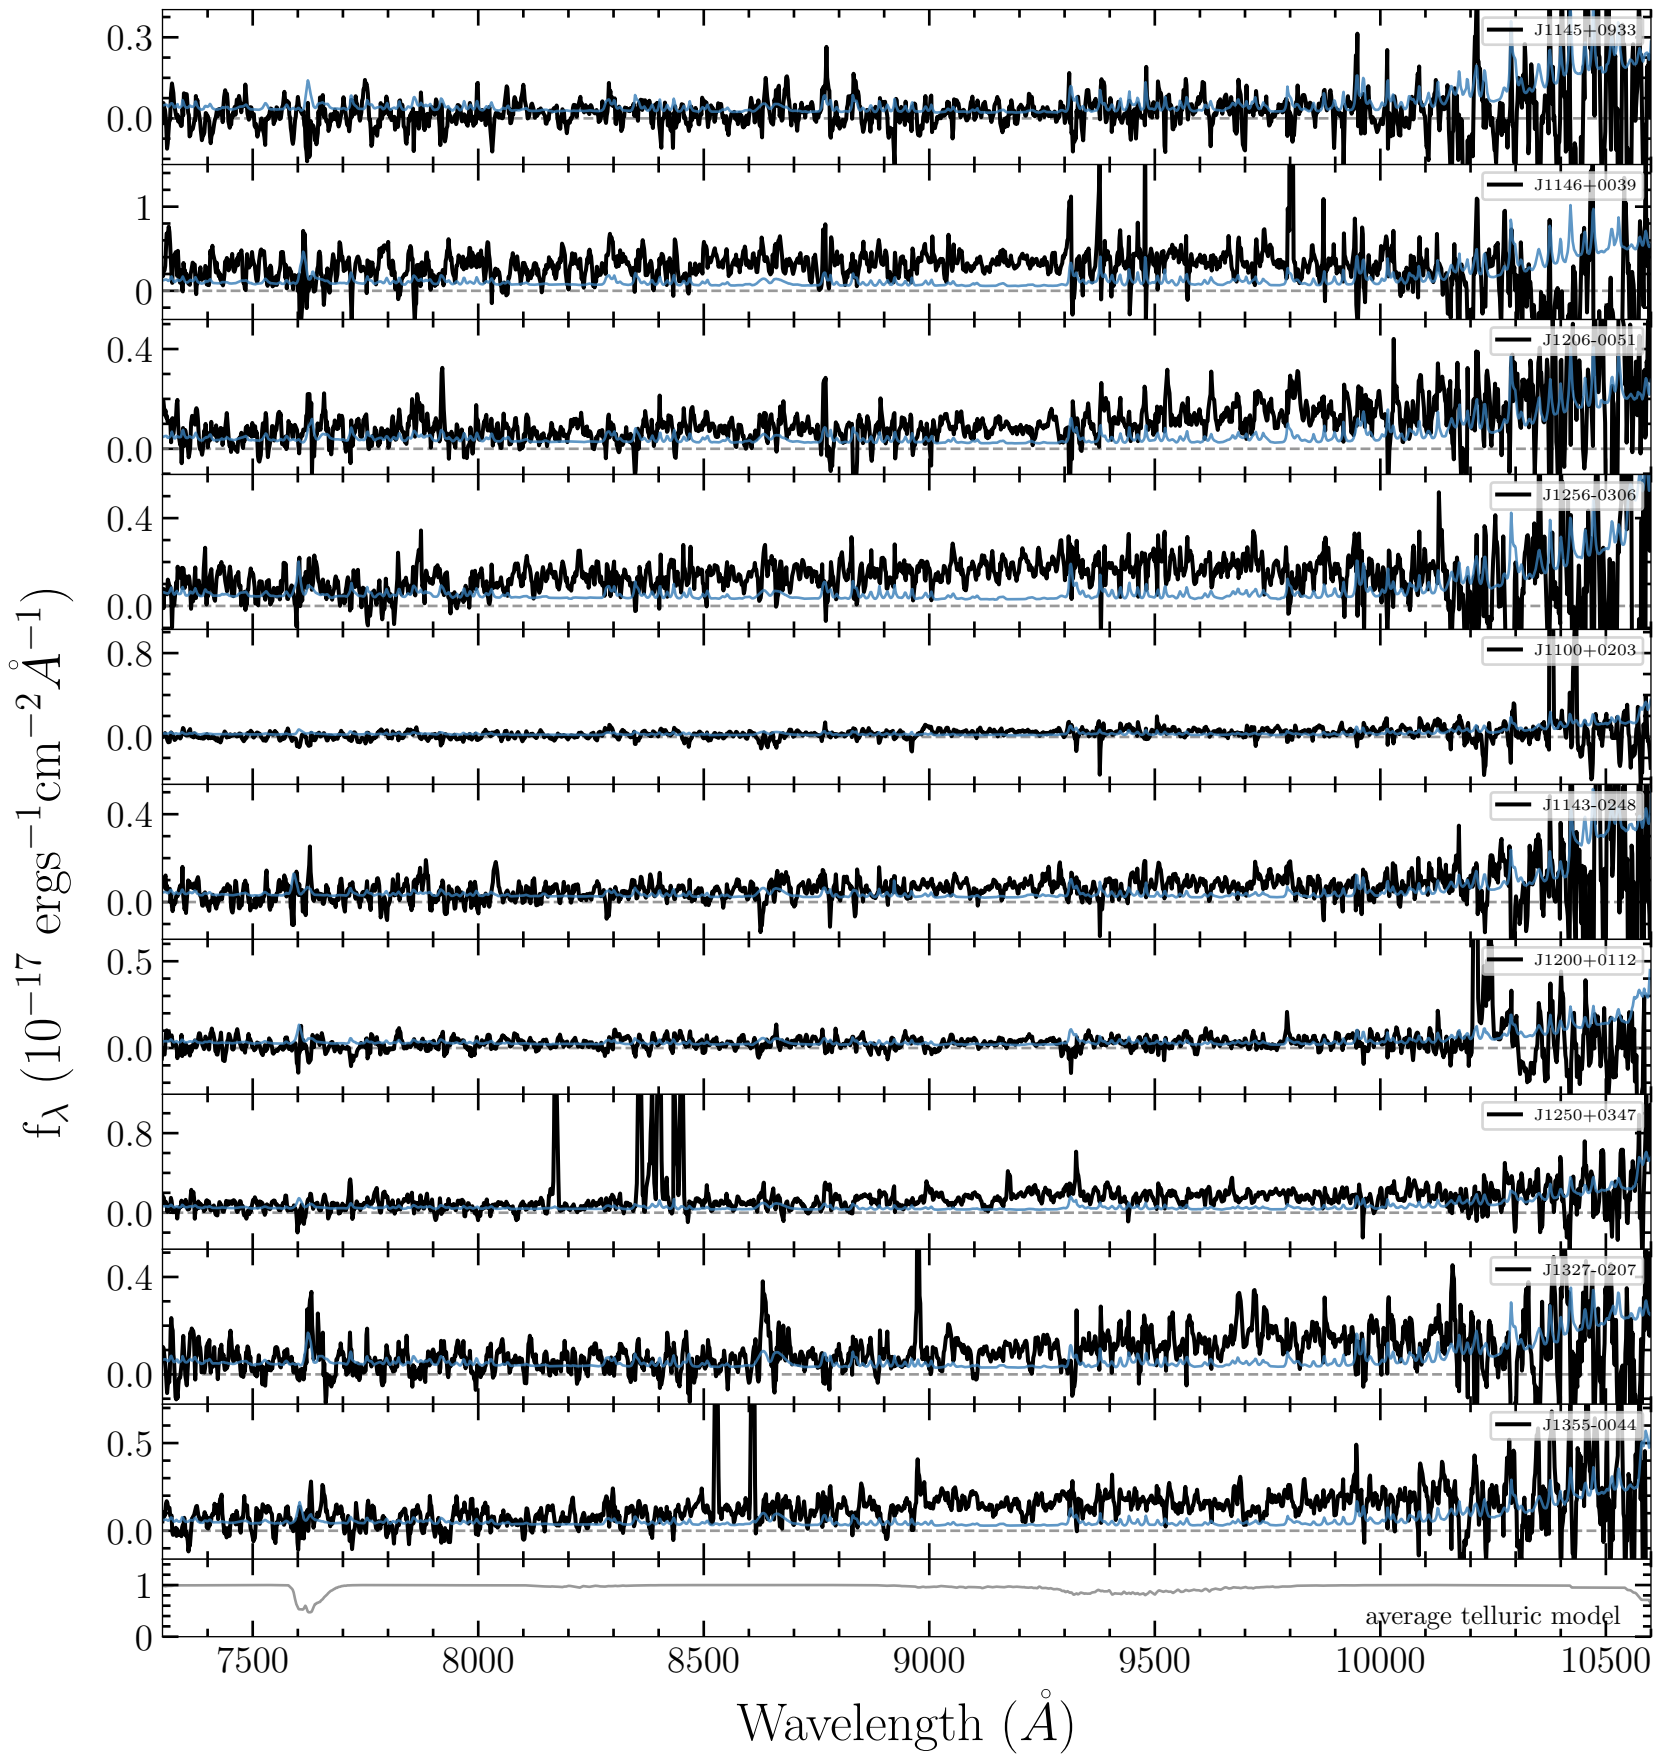 0.3
0.0
J1145+0933
1
0
J1146+0039
0.4
0.0
J1206-0051
0.4
0.0
J1256-0306
0.8
0.0
J1100+0203
0.4
0.0
J1143-0248
0.5
0.0
J1200+0112
0.8
0.0
J1250+0347
0.4
0.0
J1327-0207
0.5
0.0
J1355-0044
1
0
average telluric model
7500 8000 8500 9000 9500 10000 10500
Wavelength (Å)
fλ (10⁻¹⁷ ergs⁻¹cm⁻² Å⁻¹)